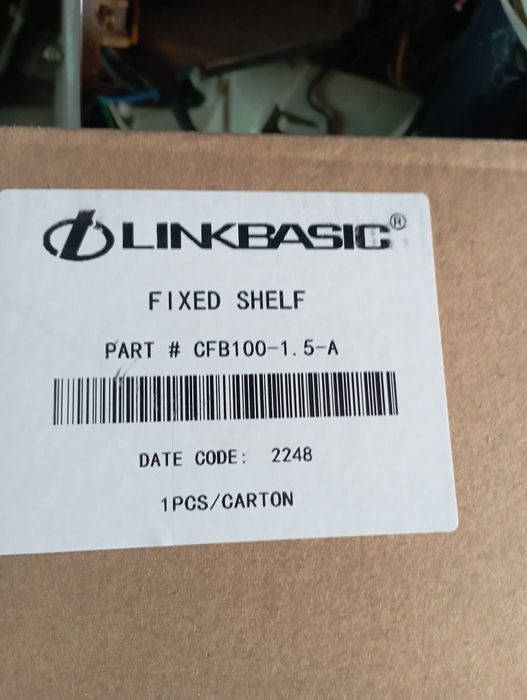 LINKBASIC®
FIXED SHELF
PART # CFB100-1.5-A
DATE CODE: 2248
1PCS/CARTON